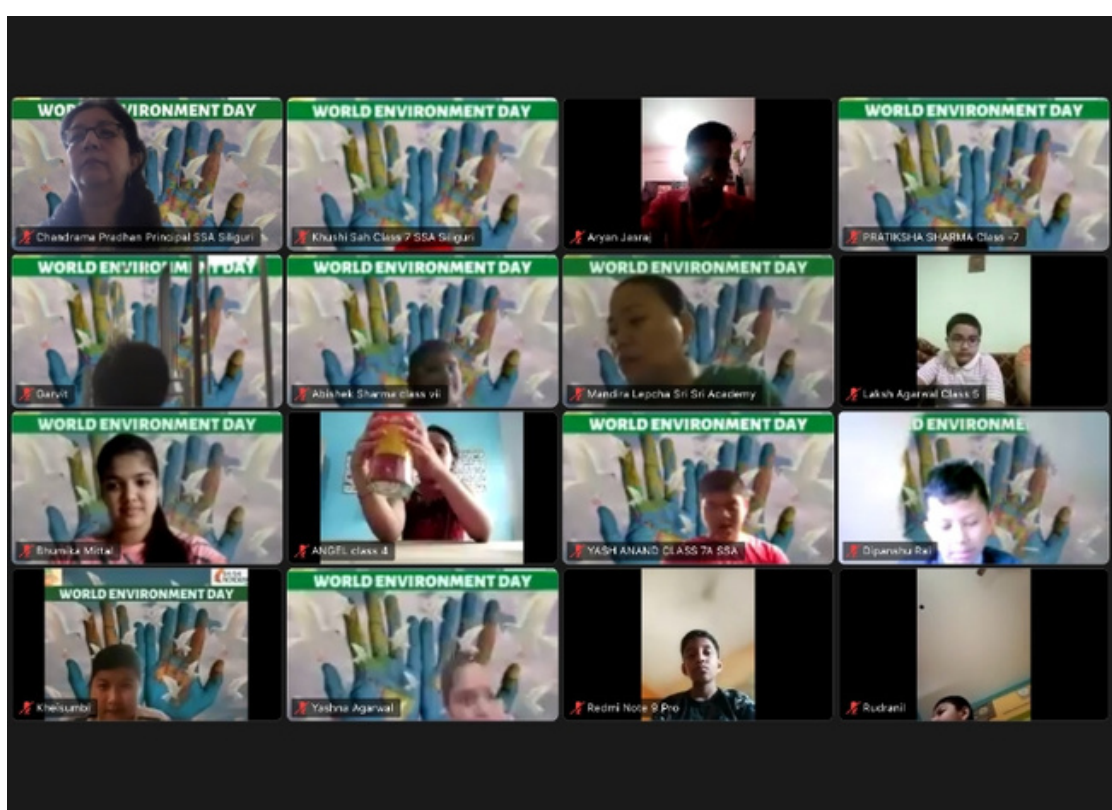 WORLD ENVIRONMENT DAY
WORLD ENVIRONMENT DAY
WORLD ENVIRONMENT DAY
Chandrama Pradhan Principal SSA Siliguri
Khushi Sah Class 7 SSA Siliguri
Aryan Jasraj
PRATIKSHA SHARMA Class -7
WORLD ENVIRONMENT DAY
WORLD ENVIRONMENT DAY
WORLD ENVIRONMENT DAY
Garvit
Abishek Sharma class vii
Mandira Lepcha Sri Sri Academy
Laksh Agarwal Class 5
WORLD ENVIRONMENT DAY
WORLD ENVIRONMENT DAY
D ENVIRONME
Bhumika Mittal
ANGEL class 4
YASH ANAND CLASS 7A SSA
Dipanshu Rai
WORLD ENVIRONMENT DAY
WORLD ENVIRONMENT DAY
Kheisumbi
Yashna Agarwal
Redmi Note 9 Pro
Rudranil